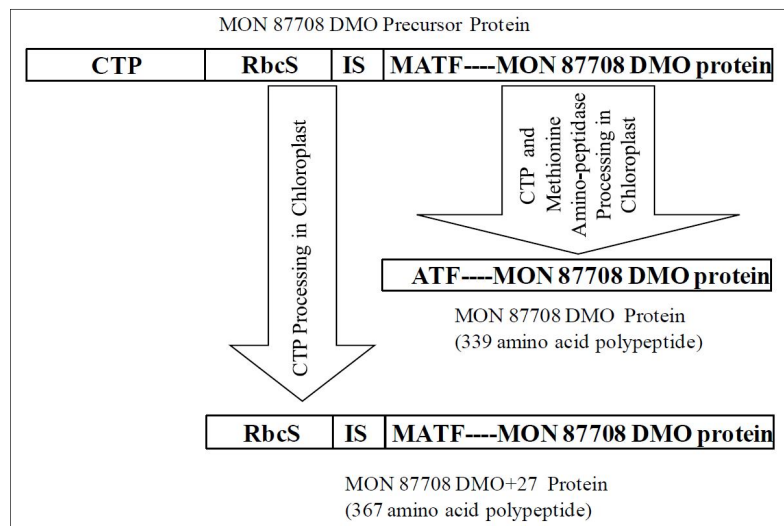 MON 87708 DMO Precursor Protein
CTP RbcS IS MATF----MON 87708 DMO protein
CTP Processing in Chloroplast
CTP and
Methionine
Amino-peptidase
Processing in
Chloroplast
ATF----MON 87708 DMO protein
MON 87708 DMO Protein
(339 amino acid polypeptide)
RbcS IS MATF----MON 87708 DMO protein
MON 87708 DMO+27 Protein
(367 amino acid polypeptide)